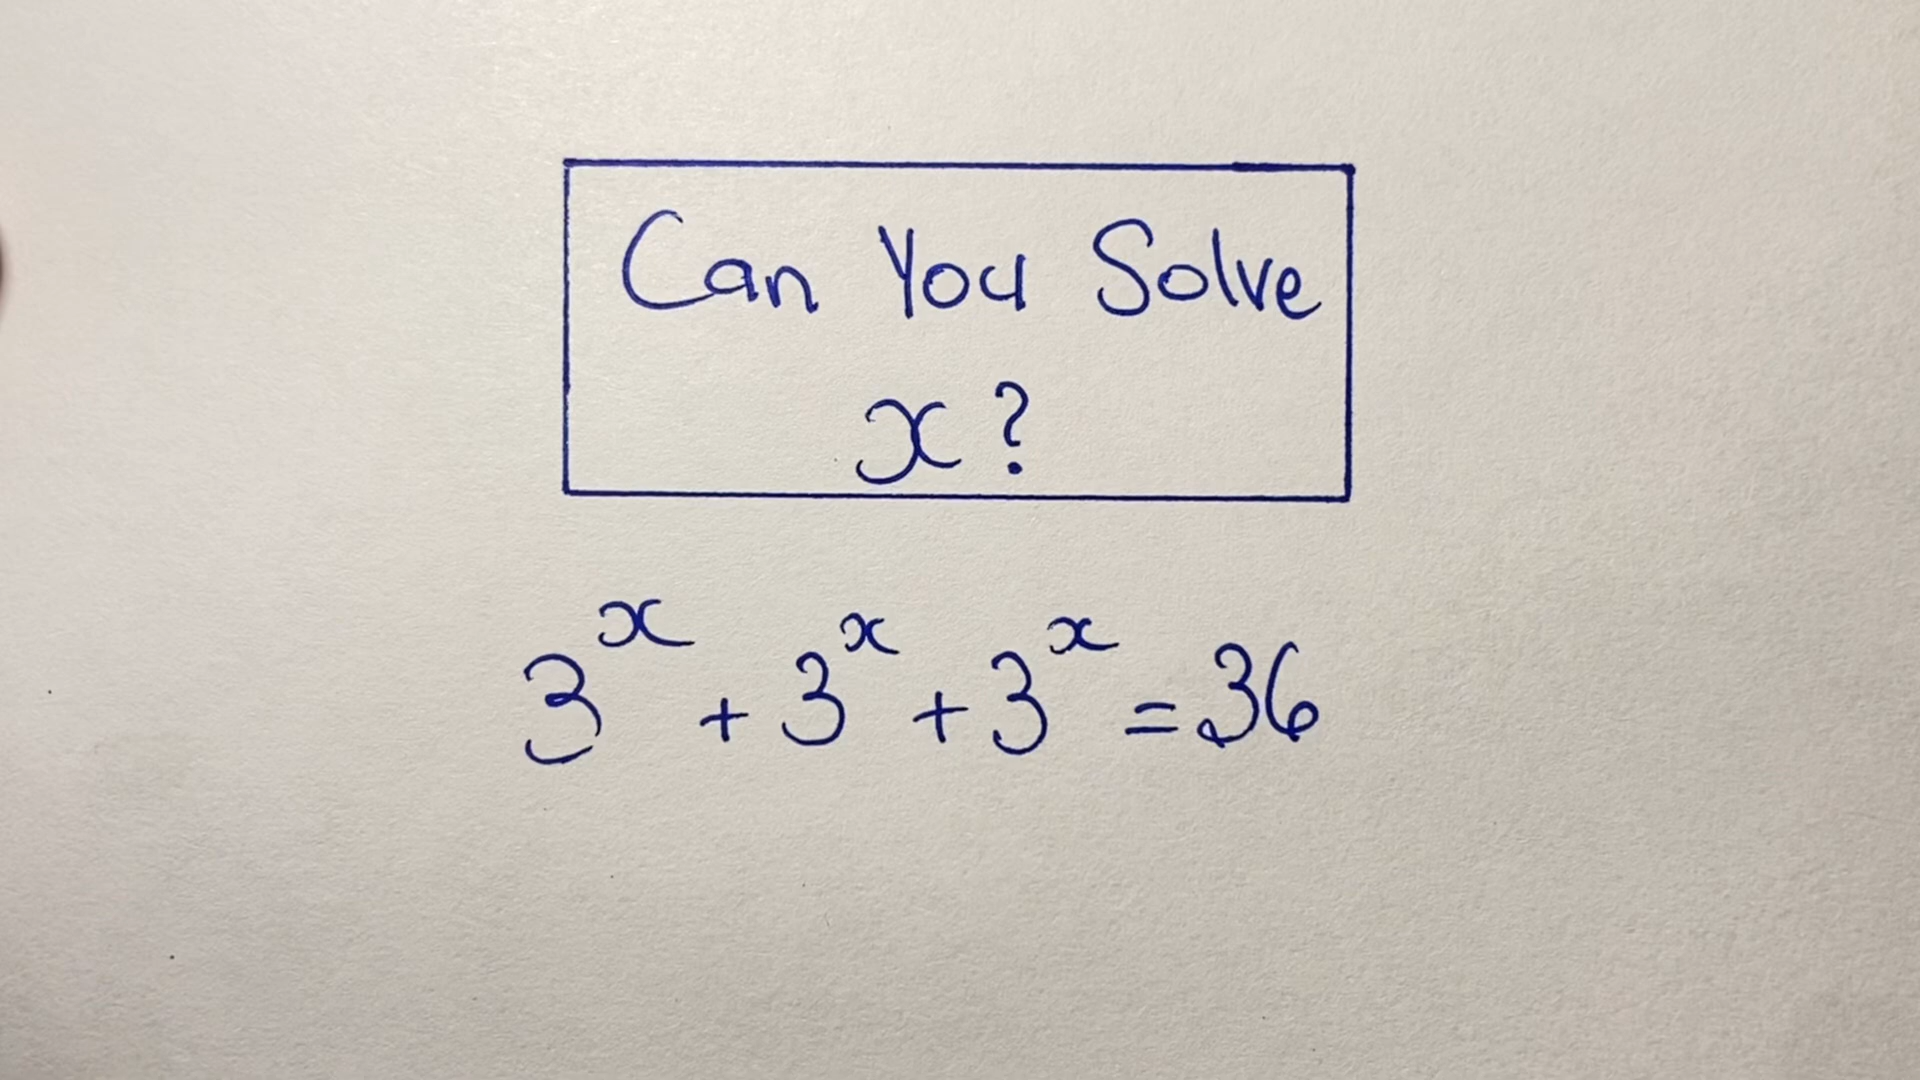 Can You Solve
x?
3^x + 3^x + 3^x = 36